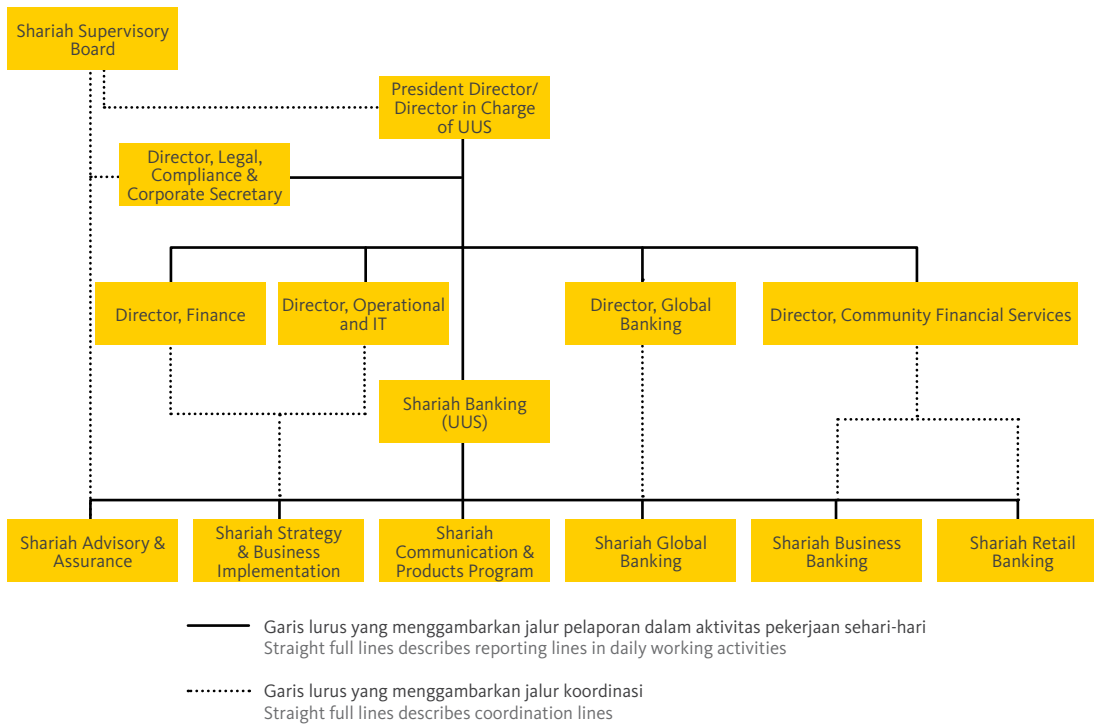 Shariah Supervisory
Board
President Director/
Director in Charge
of UUS
Director, Legal,
Compliance &
Corporate Secretary
Director, Finance
Director, Operational
and IT
Director, Global
Banking
Director, Community Financial Services
Shariah Banking
(UUS)
Shariah Advisory &
Assurance
Shariah Strategy
& Business
Implementation
Shariah
Communication &
Products Program
Shariah Global
Banking
Shariah Business
Banking
Shariah Retail
Banking
Garis lurus yang menggambarkan jalur pelaporan dalam aktivitas pekerjaan sehari-hari
Straight full lines describes reporting lines in daily working activities
Garis lurus yang menggambarkan jalur koordinasi
Straight full lines describes coordination lines